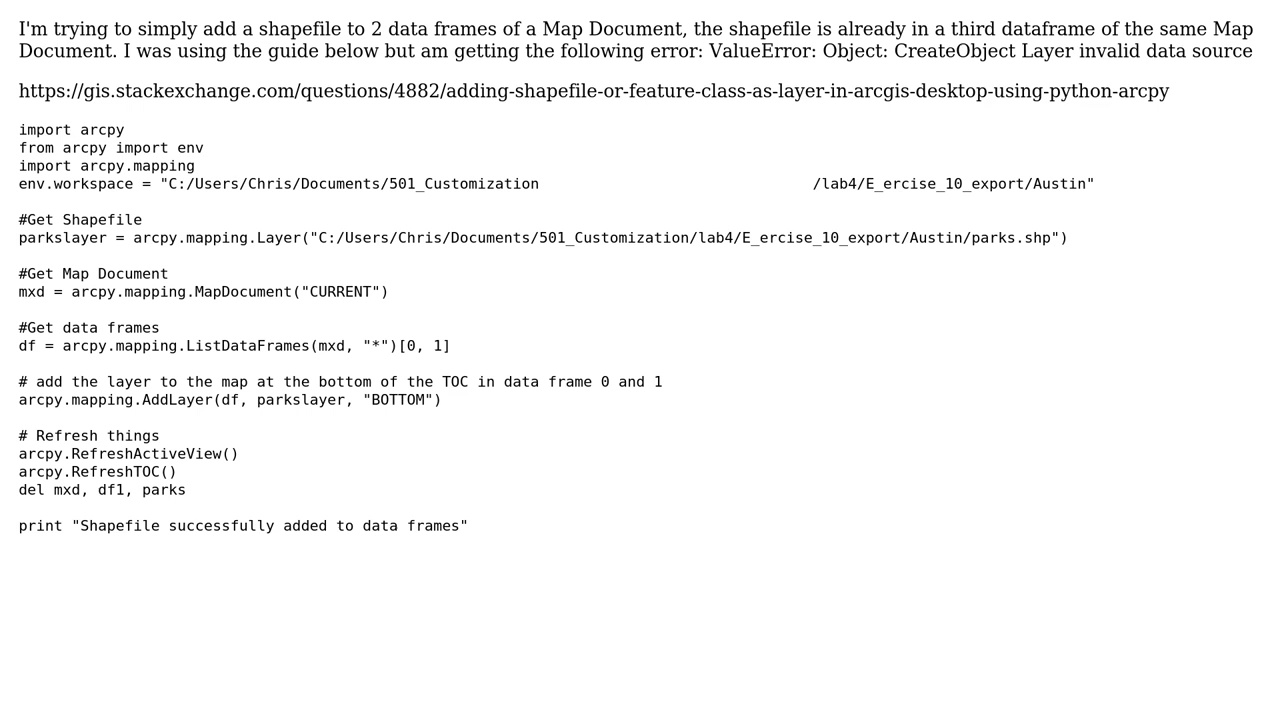 I'm trying to simply add a shapefile to 2 data frames of a Map Document, the shapefile is already in a third dataframe of the same Map
Document. I was using the guide below but am getting the following error: ValueError: Object: CreateObject Layer invalid data source
https://gis.stackexchange.com/questions/4882/adding-shapefile-or-feature-class-as-layer-in-arcgis-desktop-using-python-arcpy
import arcpy
from arcpy import env
import arcpy.mapping
env.workspace = "C:/Users/Chris/Documents/501_Customization                               /lab4/E_ercise_10_export/Austin"
#Get Shapefile
parkslayer = arcpy.mapping.Layer("C:/Users/Chris/Documents/501_Customization/lab4/E_ercise_10_export/Austin/parks.shp")
#Get Map Document
mxd = arcpy.mapping.MapDocument("CURRENT")
#Get data frames
df = arcpy.mapping.ListDataFrames(mxd, "*")[0, 1]
# add the layer to the map at the bottom of the TOC in data frame 0 and 1
arcpy.mapping.AddLayer(df, parkslayer, "BOTTOM")
# Refresh things
arcpy.RefreshActiveView()
arcpy.RefreshTOC()
del mxd, df1, parks
print "Shapefile successfully added to data frames"